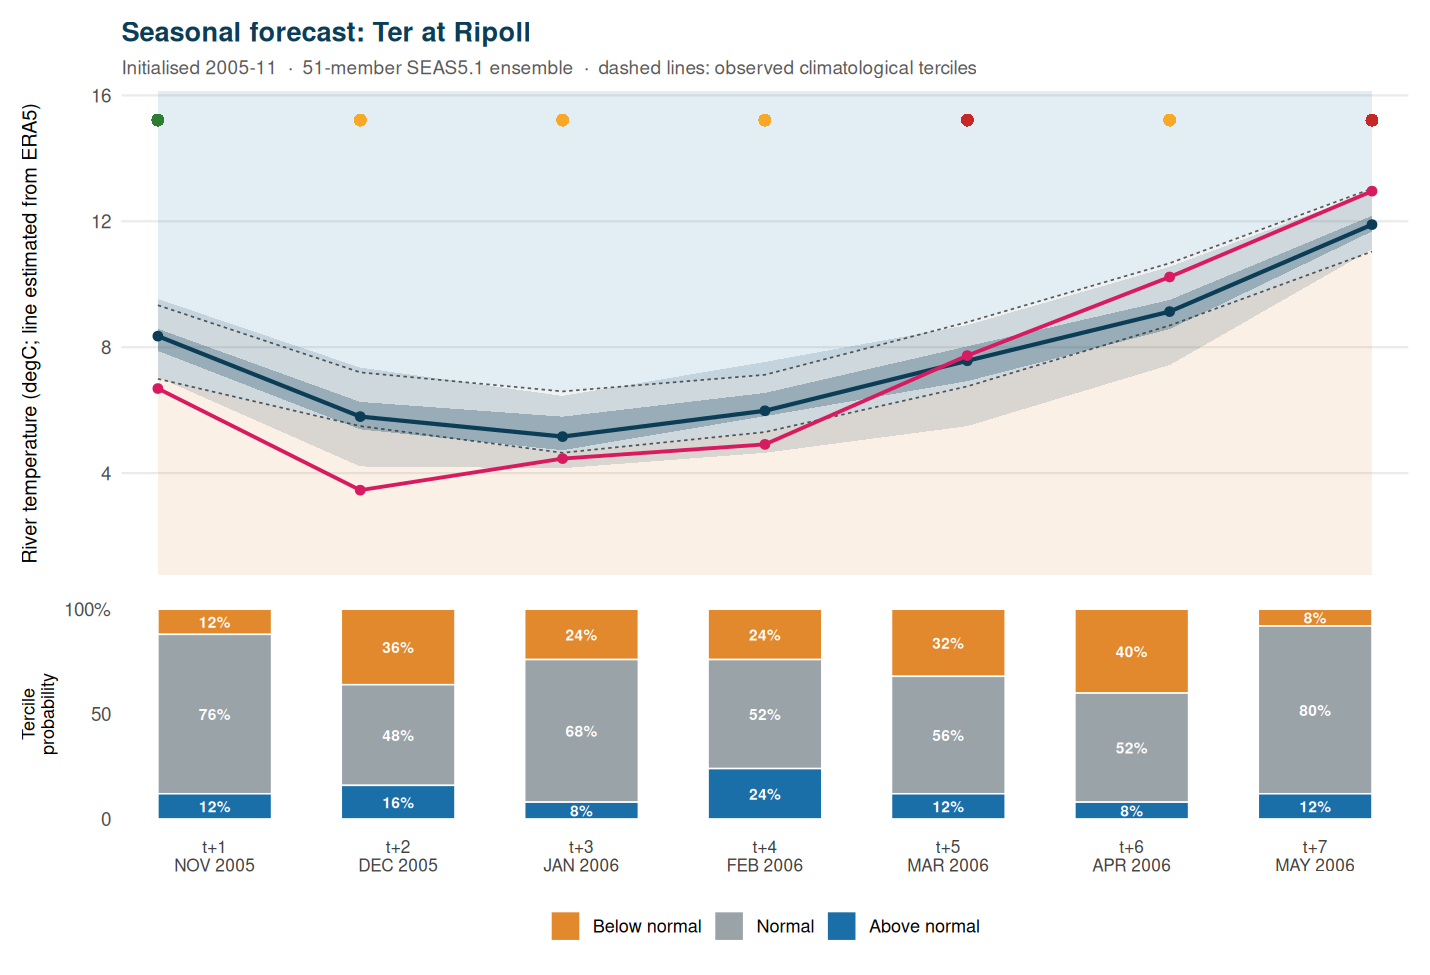 Seasonal forecast: Ter at Ripoll
Initialised 2005-11 · 51-member SEAS5.1 ensemble · dashed lines: observed climatological terciles
River temperature (degC; line estimated from ERA5)
16
12
8
4
Tercile
probability
100%
50
0
12% 36% 24% 24% 32% 40% 8%
76% 48% 68% 52% 56% 52% 80%
12% 16% 8% 24% 12% 8% 12%
t+1 t+2 t+3 t+4 t+5 t+6 t+7
NOV 2005 DEC 2005 JAN 2006 FEB 2006 MAR 2006 APR 2006 MAY 2006
Below normal Normal Above normal